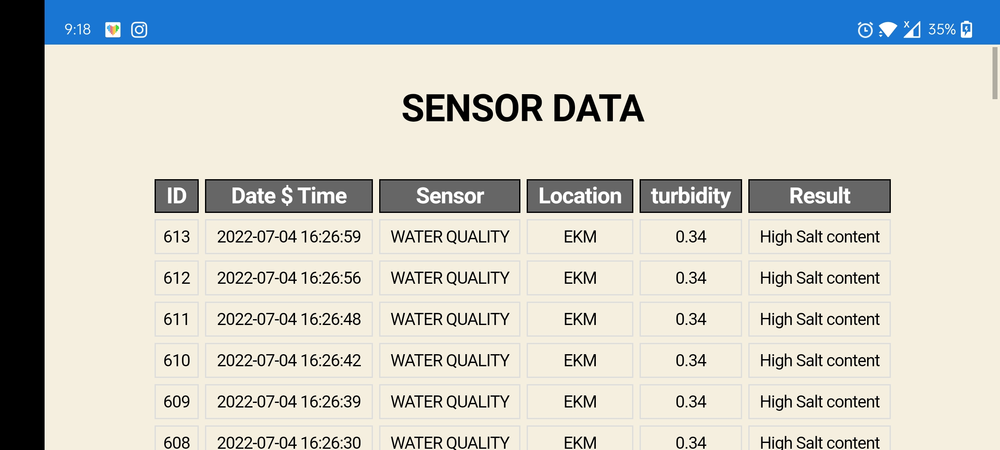 9:18 X 35%
SENSOR DATA
ID Date $ Time Sensor Location turbidity Result
613 2022-07-04 16:26:59 WATER QUALITY EKM 0.34 High Salt content
612 2022-07-04 16:26:56 WATER QUALITY EKM 0.34 High Salt content
611 2022-07-04 16:26:48 WATER QUALITY EKM 0.34 High Salt content
610 2022-07-04 16:26:42 WATER QUALITY EKM 0.34 High Salt content
609 2022-07-04 16:26:39 WATER QUALITY EKM 0.34 High Salt content
608 2022-07-04 16:26:30 WATER QUALITY EKM 0.34 High Salt content